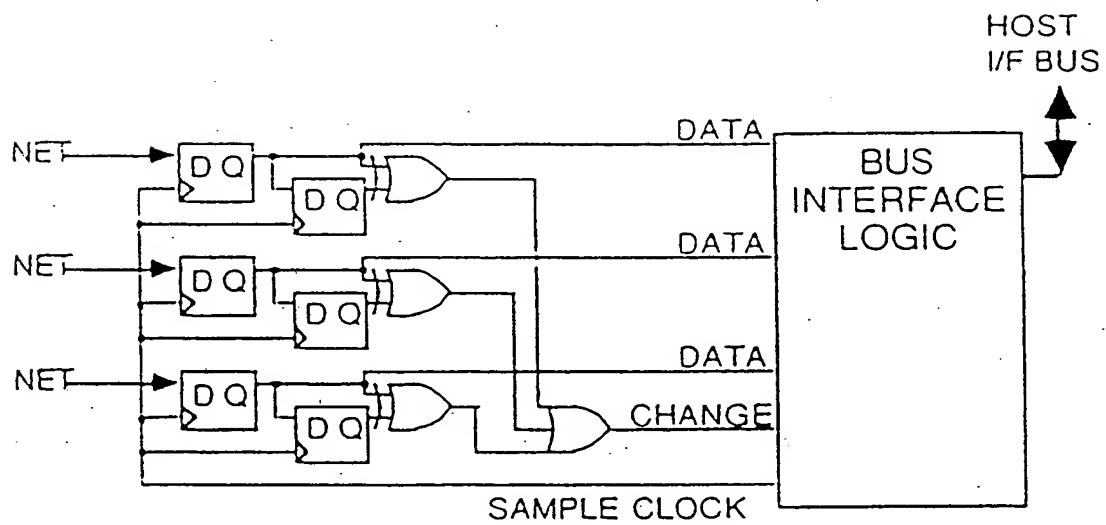 HOST
I/F BUS
DATA
NET
D Q
D Q
BUS
INTERFACE
LOGIC
DATA
NET
D Q
D Q
DATA
NET
D Q
D Q
CHANGE
SAMPLE CLOCK